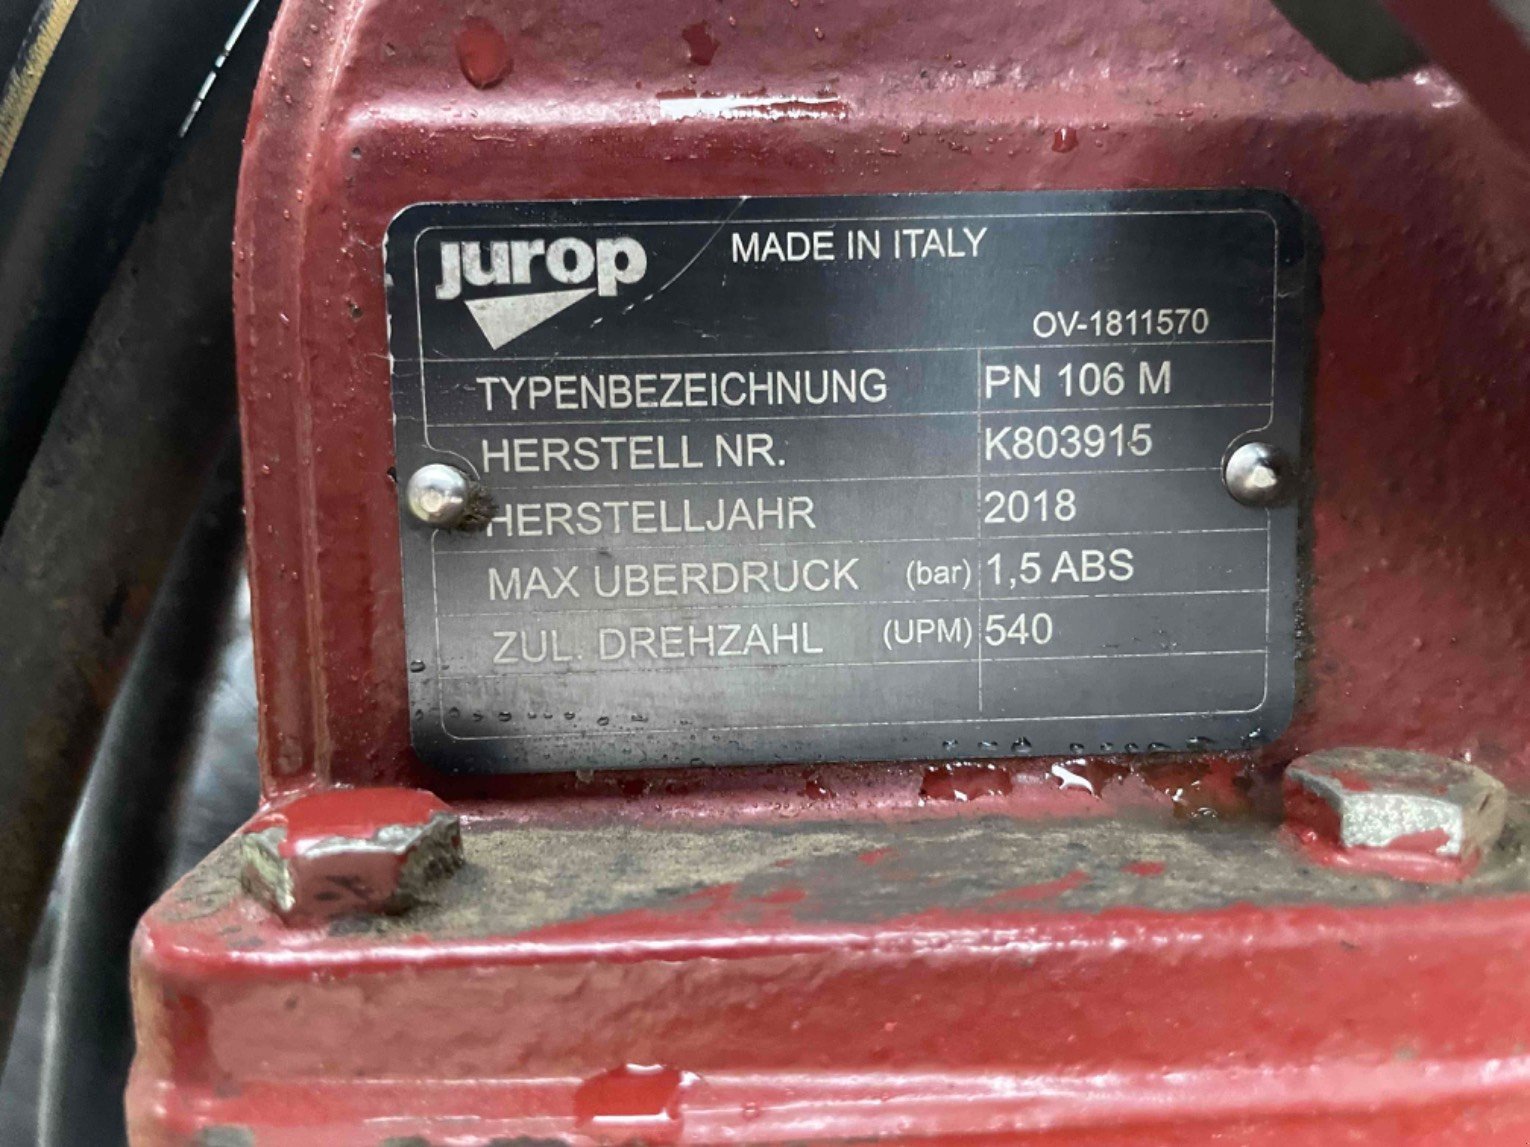 jurop MADE IN ITALY
OV-1811570
TYPENBEZEICHNUNG PN 106 M
HERSTELL NR. K803915
HERSTELLJAHR 2018
MAX UBERDRUCK (bar) 1,5 ABS
ZUL. DREHZAHL (UPM) 540